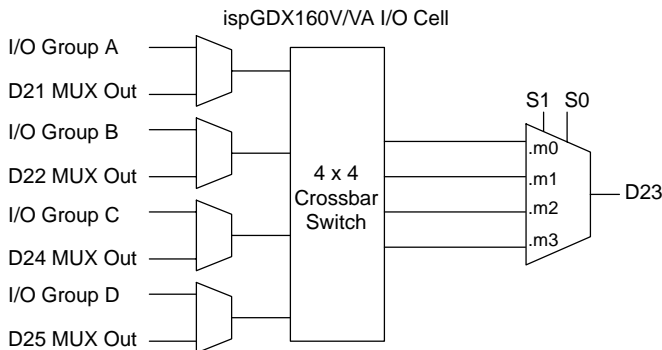 ispGDX160V/VA I/O Cell
I/O Group A
D21 MUX Out
I/O Group B
D22 MUX Out
I/O Group C
D24 MUX Out
I/O Group D
D25 MUX Out
4 x 4
Crossbar
Switch
S1 S0
.m0
.m1
.m2
.m3
D23